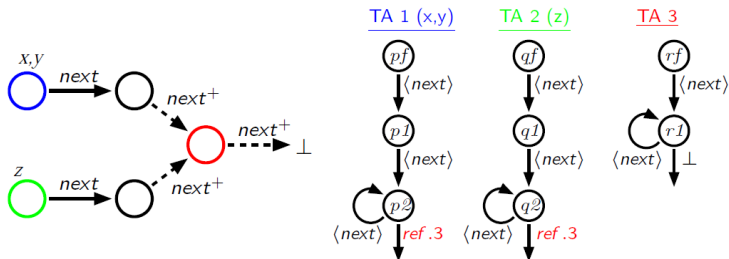 x,y
next
next⁺
next⁺
⊥
next⁺
z
next
TA 1 (x,y)
pf
⟨next⟩
p1
⟨next⟩
p2
⟨next⟩
ref.3
TA 2 (z)
qf
⟨next⟩
q1
⟨next⟩
q2
⟨next⟩
ref.3
TA 3
rf
⟨next⟩
r1
⟨next⟩
⊥